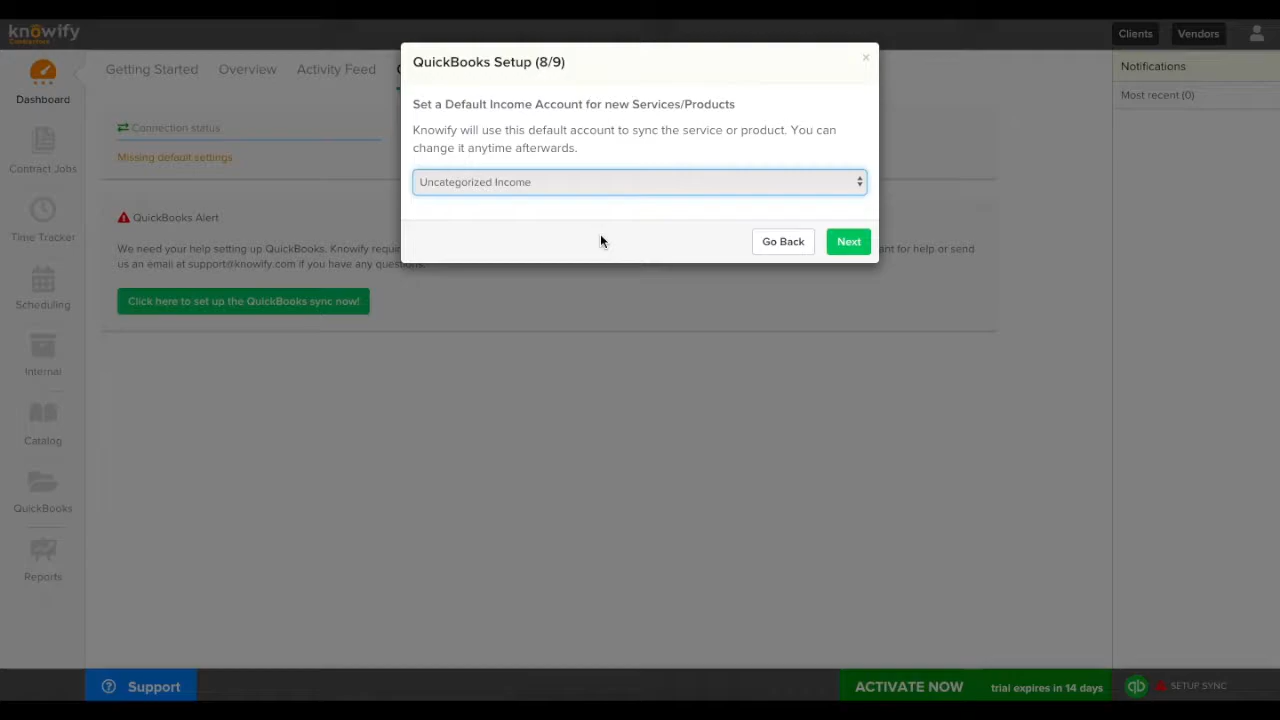 knowify
Clients
Vendors
Getting Started
Overview
Activity Feed
Dashboard
Contract Jobs
Time Tracker
Scheduling
Internal
Catalog
QuickBooks
Reports
Connection status
Missing default settings
QuickBooks Alert
We need your help setting up QuickBooks. Knowify requi
ant for help or send
us an email at support@knowify.com if you have any questions.
Click here to set up the QuickBooks sync now!
QuickBooks Setup (8/9)
×
Set a Default Income Account for new Services/Products
Knowify will use this default account to sync the service or product. You can
change it anytime afterwards.
Uncategorized Income
Go Back
Next
Notifications
Most recent (0)
Support
ACTIVATE NOW
trial expires in 14 days
qb
SETUP SYNC